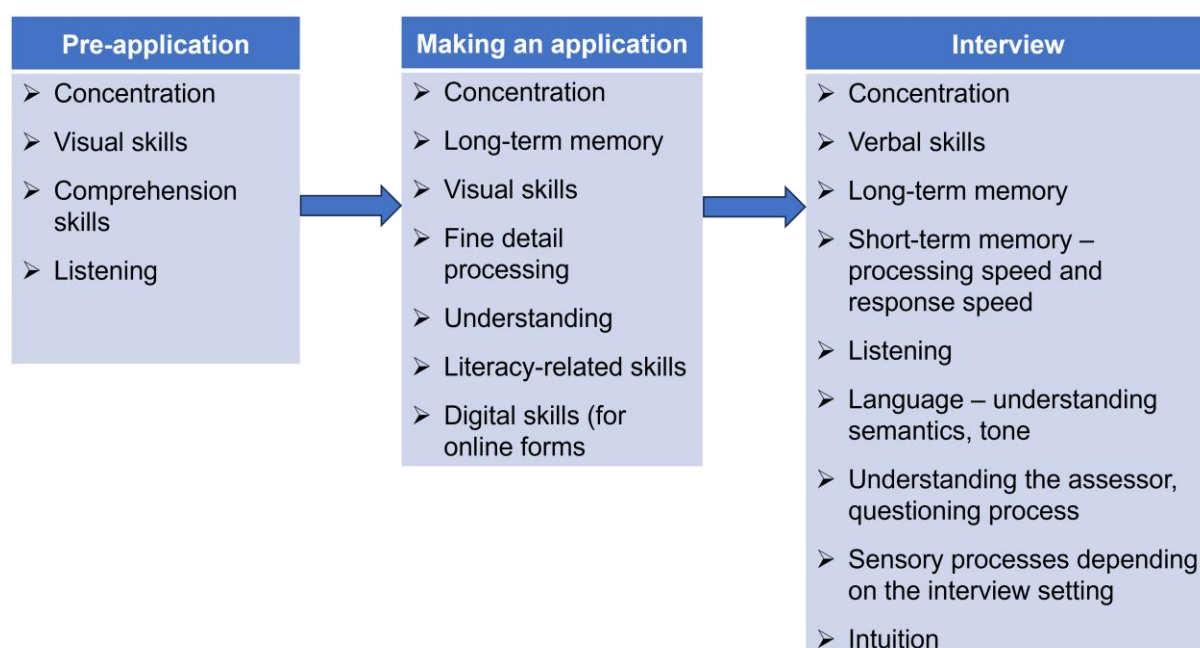 Pre-application
➢ Concentration
➢ Visual skills
➢ Comprehension
skills
➢ Listening
Making an application
➢ Concentration
➢ Long-term memory
➢ Visual skills
➢ Fine detail
processing
➢ Understanding
➢ Literacy-related skills
➢ Digital skills (for
online forms
Interview
➢ Concentration
➢ Verbal skills
➢ Long-term memory
➢ Short-term memory –
processing speed and
response speed
➢ Listening
➢ Language – understanding
semantics, tone
➢ Understanding the assessor,
questioning process
➢ Sensory processes depending
on the interview setting
➢ Intuition